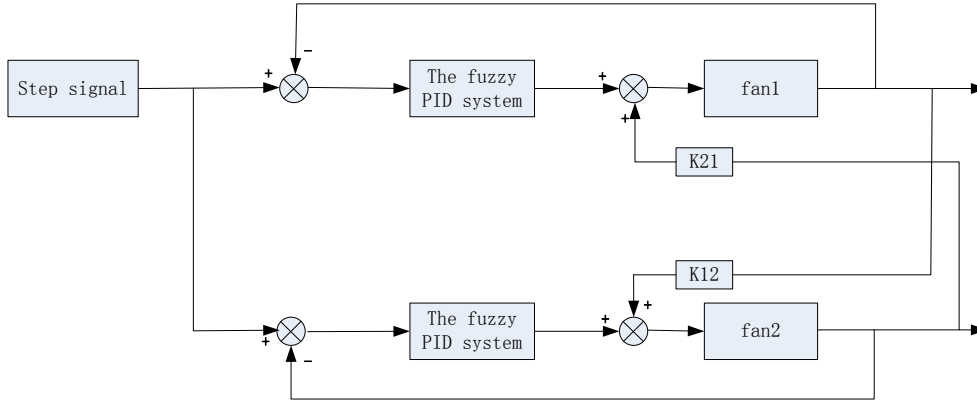 −
+
+
Step signal
The fuzzy
PID system
fan1
+
K21
K12
+
+
+
The fuzzy
PID system
fan2
−